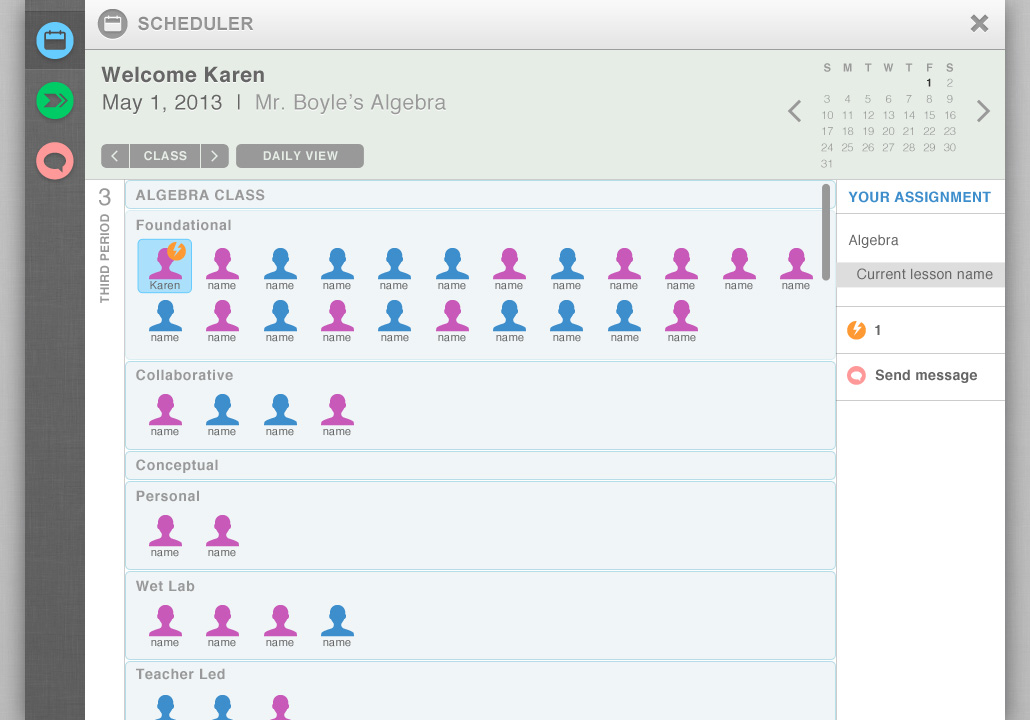 SCHEDULER
Welcome Karen
May 1, 2013 | Mr. Boyle's Algebra
CLASS
DAILY VIEW
S M T W T F S
1 2
3 4 5 6 7 8 9
10 11 12 13 14 15 16
17 18 19 20 21 22 23
24 25 26 27 28 29 30
31
3
THIRD PERIOD
ALGEBRA CLASS
Foundational
Karen name name name name name name name name name name name
name name name name name name name name name name
Collaborative
name name name name
Conceptual
Personal
name name
Wet Lab
name name name name
Teacher Led
YOUR ASSIGNMENT
Algebra
Current lesson name
1
Send message